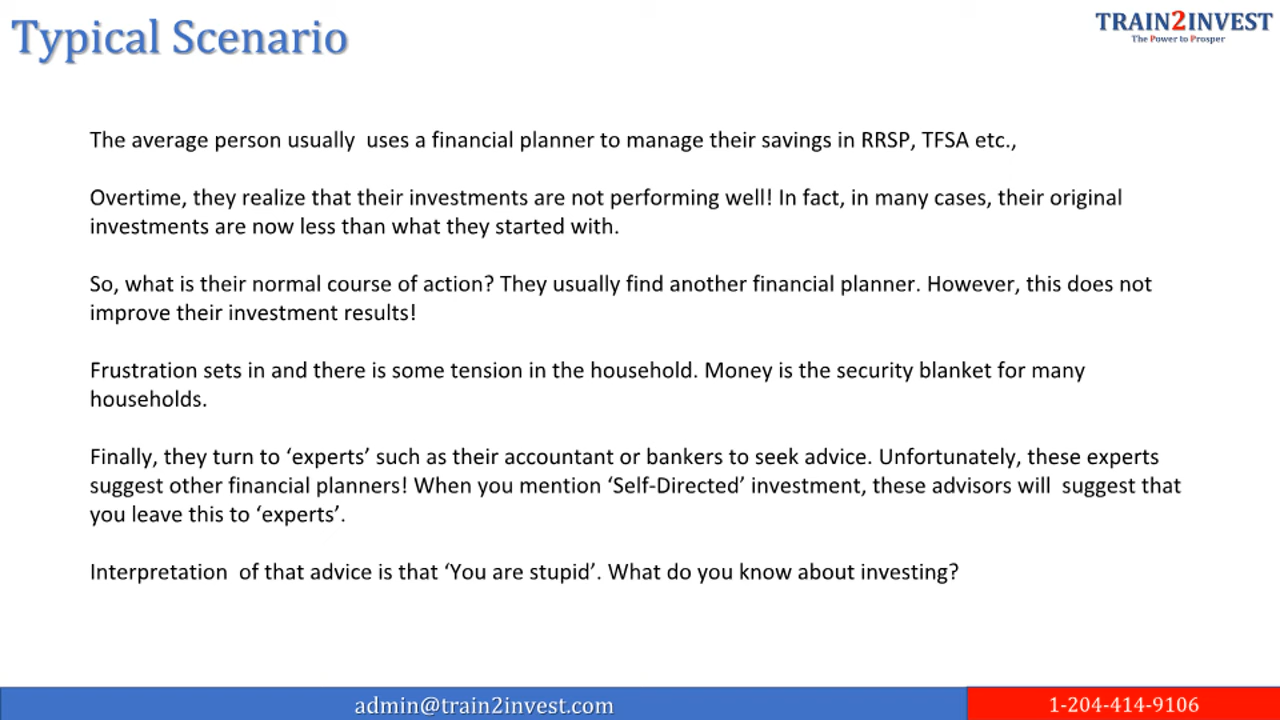 Typical Scenario
TRAIN2INVEST
The Power to Prosper
The average person usually  uses a financial planner to manage their savings in RRSP, TFSA etc.,
Overtime, they realize that their investments are not performing well! In fact, in many cases, their original
investments are now less than what they started with.
So, what is their normal course of action? They usually find another financial planner. However, this does not
improve their investment results!
Frustration sets in and there is some tension in the household. Money is the security blanket for many
households.
Finally, they turn to ‘experts’ such as their accountant or bankers to seek advice. Unfortunately, these experts
suggest other financial planners! When you mention ‘Self-Directed’ investment, these advisors will  suggest that
you leave this to ‘experts’.
Interpretation  of that advice is that ‘You are stupid’. What do you know about investing?
admin@train2invest.com
1-204-414-9106